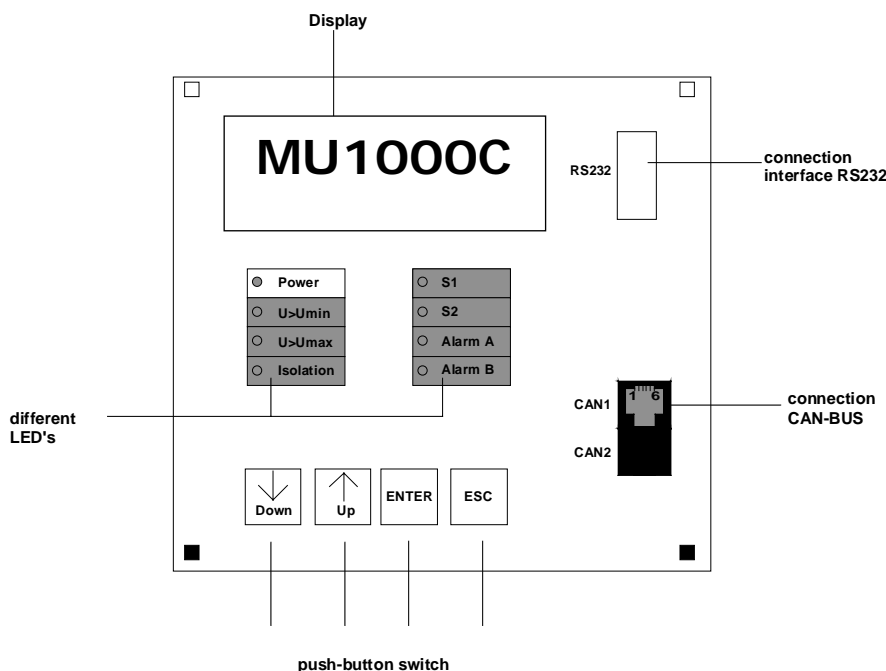 Display
MU1000C
RS232
connection
interface RS232
Power
U>Umin
U>Umax
Isolation
S1
S2
Alarm A
Alarm B
different
LED's
CAN1
1 6
CAN2
connection
CAN-BUS
Down
Up
ENTER
ESC
push-button switch